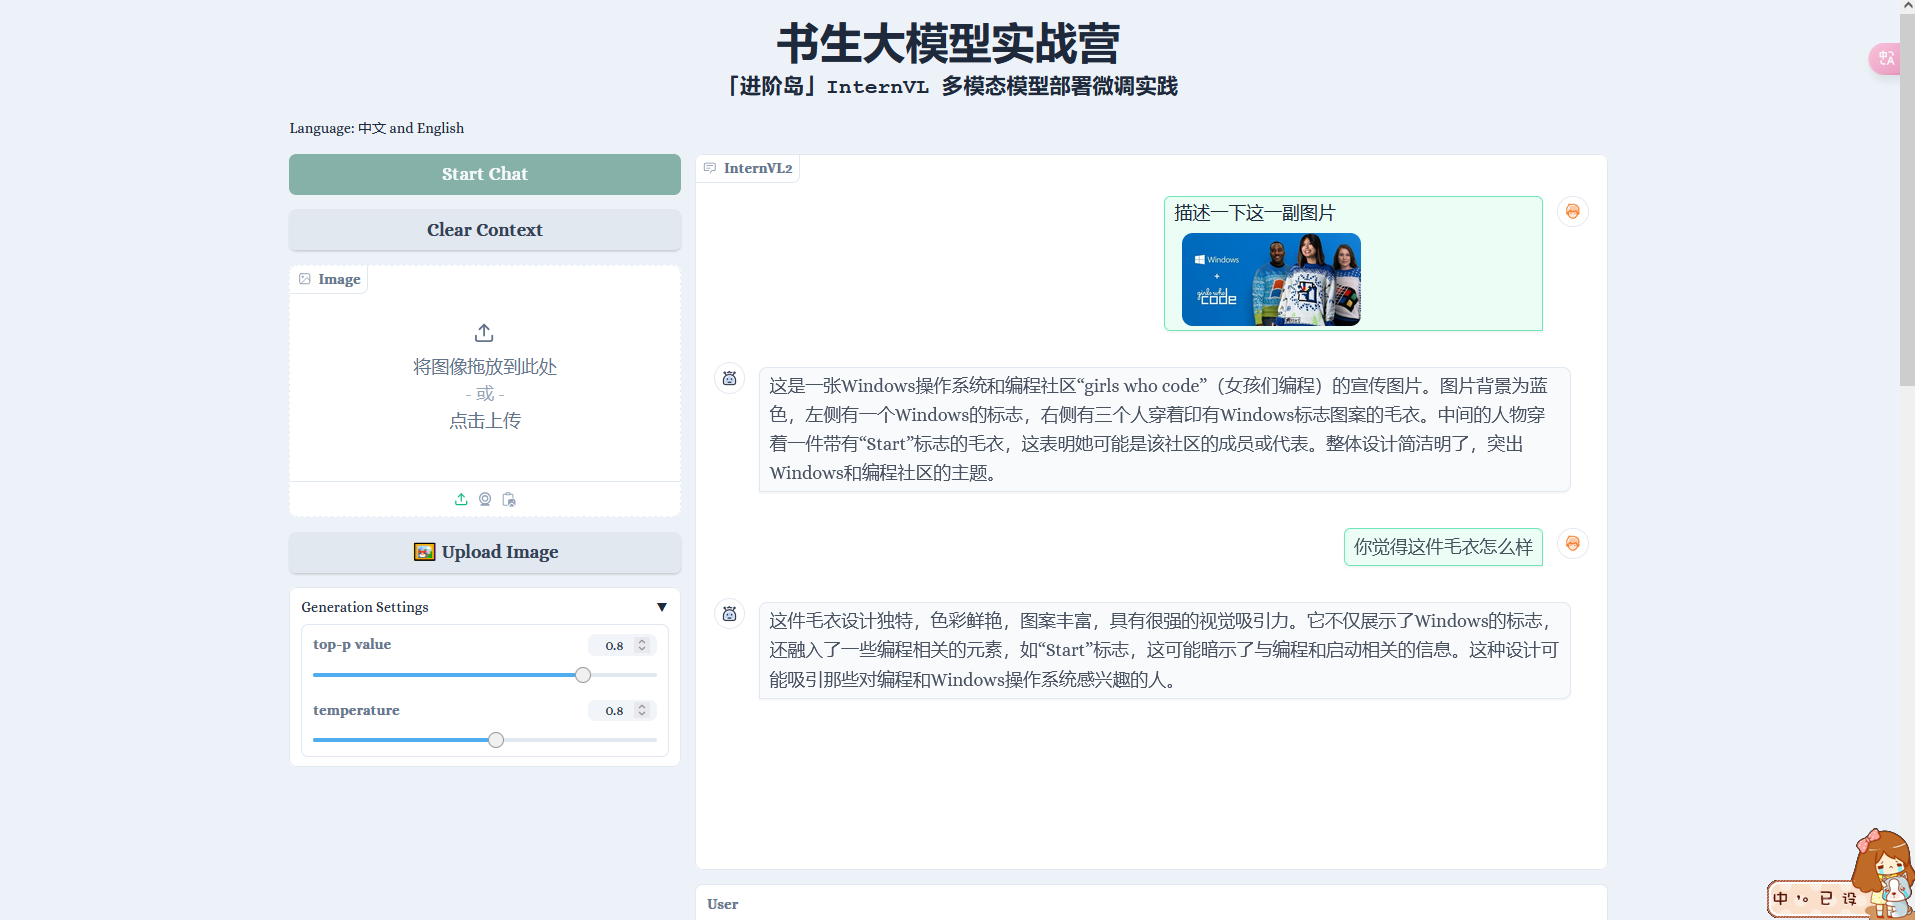 书生大模型实战营
「进阶岛」InternVL 多模态模型部署微调实践
Language: 中文 and English
Start Chat
Clear Context
Image
将图像拖放到此处
- 或 -
点击上传
Upload Image
Generation Settings
▼
top-p value
0.8
temperature
0.8
InternVL2
描述一下这一副图片
Windows
+
girls who
code
这是一张Windows操作系统和编程社区“girls who code”（女孩们编程）的宣传图片。图片背景为蓝
色，左侧有一个Windows的标志，右侧有三个人穿着印有Windows标志图案的毛衣。中间的人物穿
着一件带有“Start”标志的毛衣，这表明她可能是该社区的成员或代表。整体设计简洁明了，突出
Windows和编程社区的主题。
你觉得这件毛衣怎么样
这件毛衣设计独特，色彩鲜艳，图案丰富，具有很强的视觉吸引力。它不仅展示了Windows的标志，
还融入了一些编程相关的元素，如“Start”标志，这可能暗示了与编程和启动相关的信息。这种设计可
能吸引那些对编程和Windows操作系统感兴趣的人。
User
中 已 设